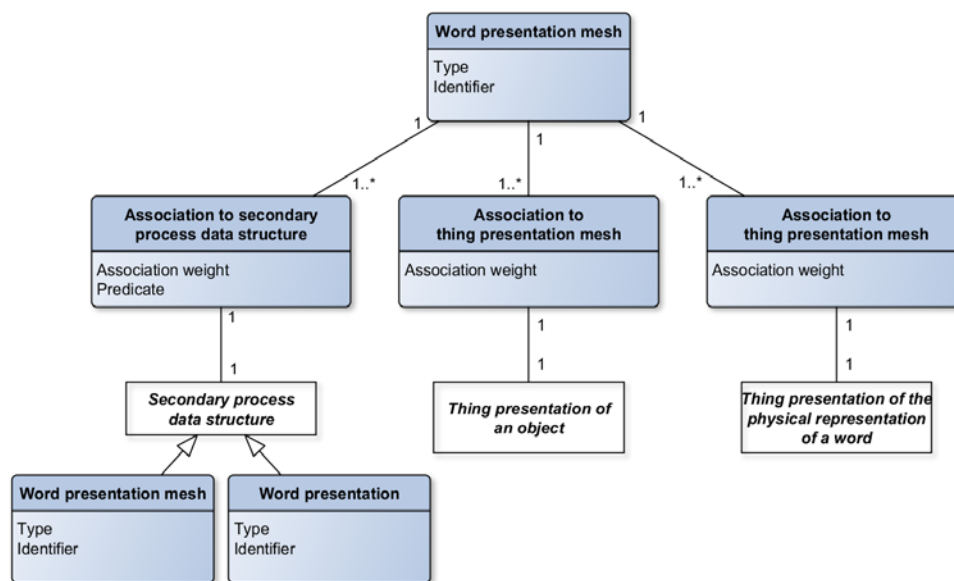 Word presentation mesh
Type
Identifier
1
1
1
1..*
1..*
1..*
Association to secondary
process data structure
Association weight
Predicate
Association to
thing presentation mesh
Association weight
Association to
thing presentation mesh
Association weight
1
1
1
1
1
1
Secondary process
data structure
Thing presentation of
an object
Thing presentation of the
physical representation
of a word
Word presentation mesh
Type
Identifier
Word presentation
Type
Identifier